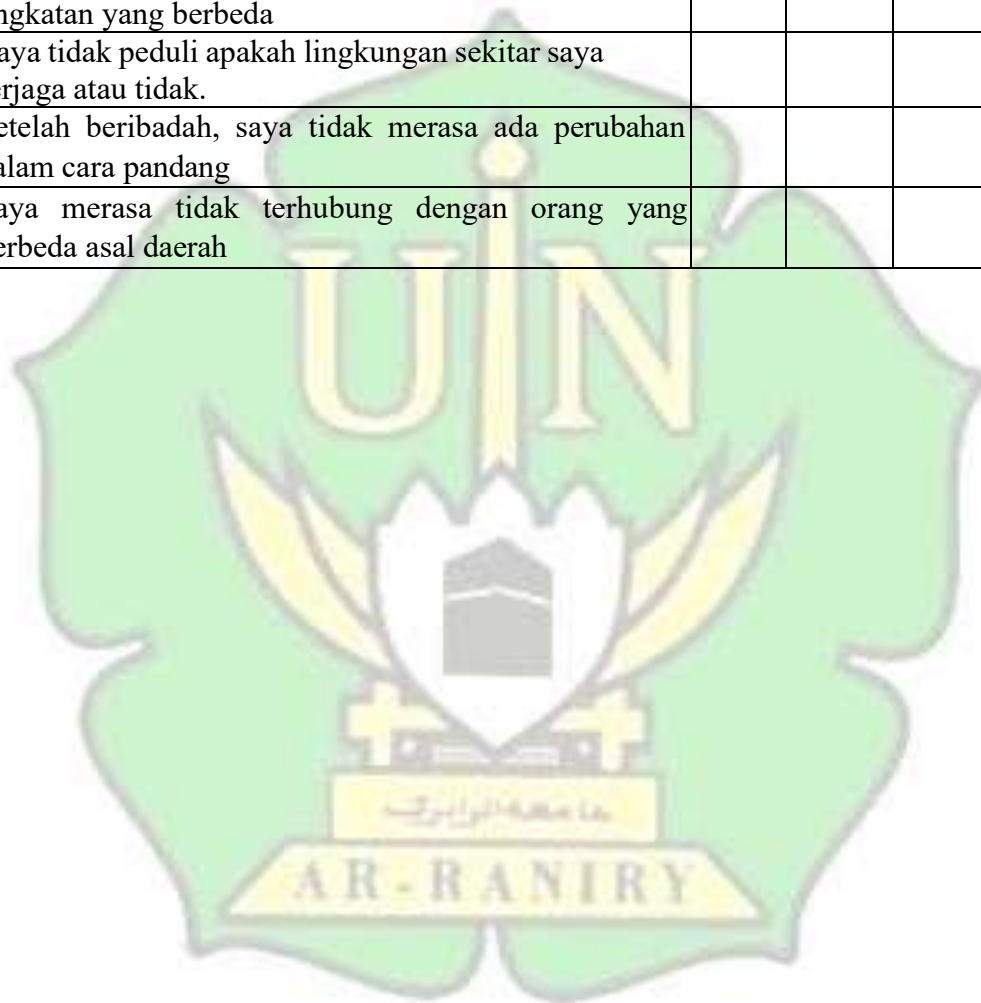 ngkatan yang berbeda
aya tidak peduli apakah lingkungan sekitar saya
erjaga atau tidak.
etelah beribadah, saya tidak merasa ada perubahan
alam cara pandang
aya merasa tidak terhubung dengan orang yang
erbeda asal daerah
UIN
AR-RANIRY